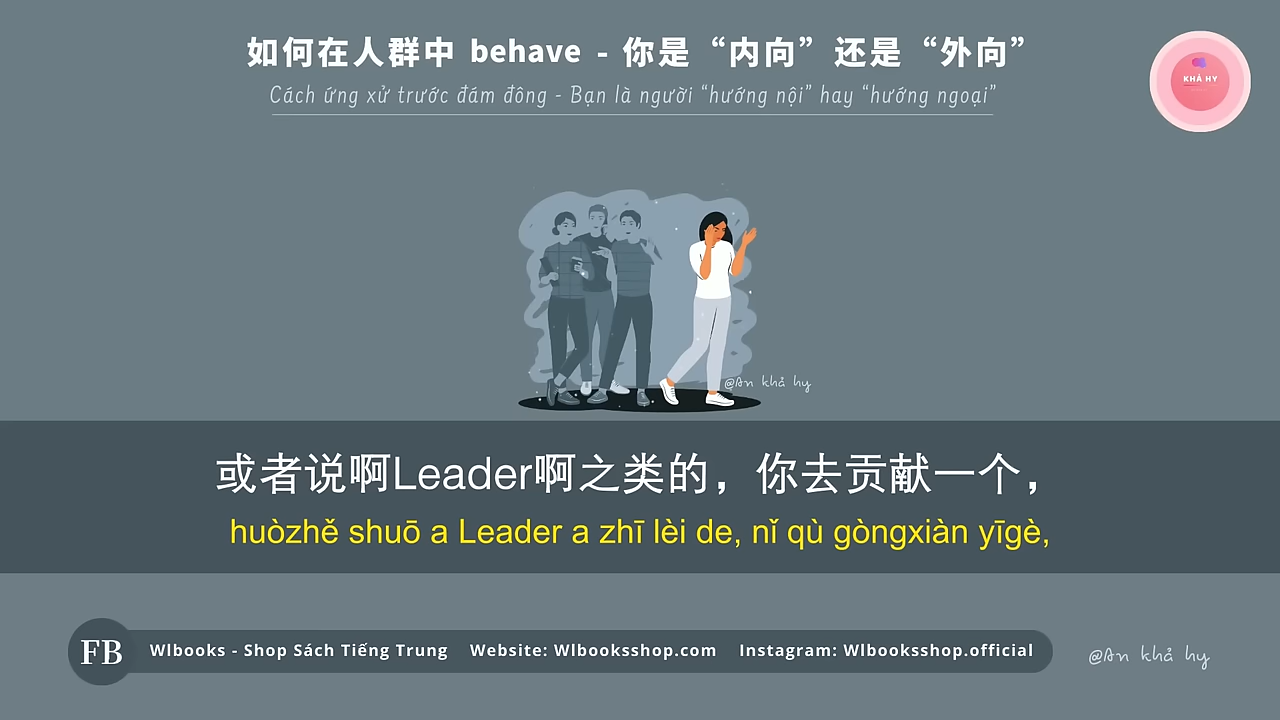 如何在人群中 behave - 你是“内向”还是“外向”
Cách ứng xử trước đám đông - Bạn là người “hướng nội” hay “hướng ngoại”
KHẢ HY
@An khả hy
或者说啊Leader啊之类的，你去贡献一个，
huòzhě shuō a Leader a zhī lèi de, nǐ qù gòngxiàn yīgè,
FB Wlbooks - Shop Sách Tiếng Trung Website: Wlbooksshop.com Instagram: Wlbooksshop.official
@An khả hy